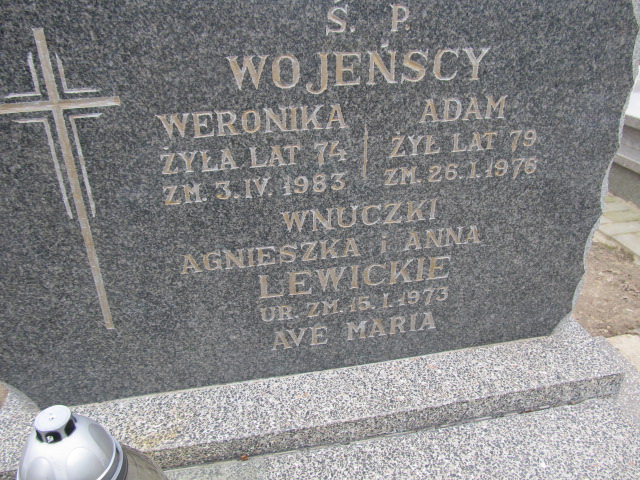 Ś. P.
WOJEŃSCY
WERONIKA ADAM
ŻYŁA LAT 74 ŻYŁ LAT 79
ZM. 3. IV. 1983 ZM. 26. I. 1976
WNUCZKI
AGNIESZKA i ANNA
LEWICKIE
UR. ZM. 15. I. 1973
AVE MARIA